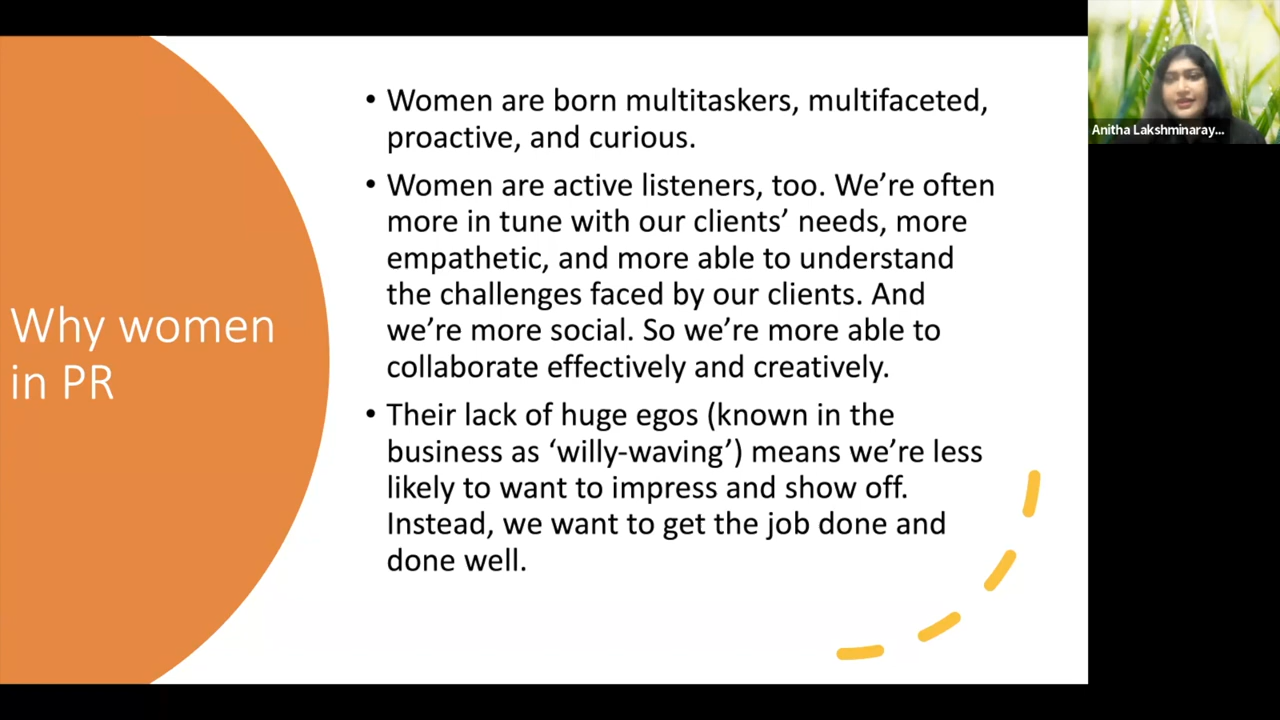 Why women
in PR
• Women are born multitaskers, multifaceted,
proactive, and curious.
• Women are active listeners, too. We’re often
more in tune with our clients’ needs, more
empathetic, and more able to understand
the challenges faced by our clients. And
we’re more social. So we’re more able to
collaborate effectively and creatively.
• Their lack of huge egos (known in the
business as ‘willy-waving’) means we’re less
likely to want to impress and show off.
Instead, we want to get the job done and
done well.
Anitha Lakshminaray...